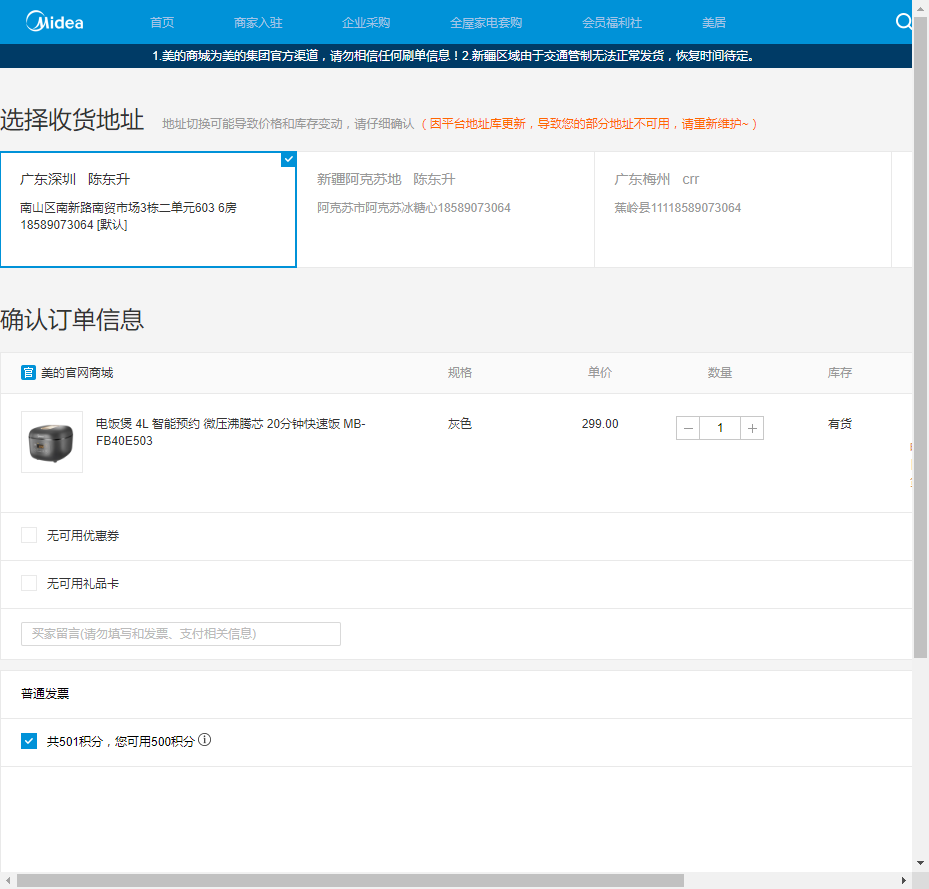 Midea 首页 商家入驻 企业采购 全屋家电套购 会员福利社 美居
1.美的商城为美的集团官方渠道，请勿相信任何刷单信息！2.新疆区域由于交通管制无法正常发货，恢复时间待定。
选择收货地址 地址切换可能导致价格和库存变动，请仔细确认（ 因平台地址库更新，导致您的部分地址不可用，请重新维护~ ）
广东深圳 陈东升
南山区南新路南贸市场3栋二单元603 6房
18589073064 [默认]
新疆阿克苏地 陈东升
阿克苏市阿克苏冰糖心18589073064
广东梅州 crr
蕉岭县11118589073064
确认订单信息
官 美的官网商城 规格 单价 数量 库存
电饭煲 4L 智能预约 微压沸腾芯 20分钟快速饭 MB-
FB40E503
灰色 299.00 － 1 ＋ 有货
无可用优惠券
无可用礼品卡
买家留言(请勿填写和发票、支付相关信息)
普通发票
共501积分，您可用500积分